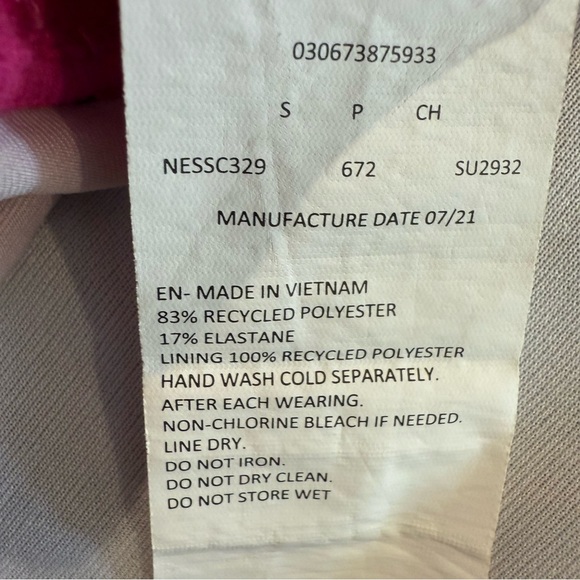 030673875933
S P CH
NESSC329 672 SU2932
MANUFACTURE DATE 07/21
EN- MADE IN VIETNAM
83% RECYCLED POLYESTER
17% ELASTANE
LINING 100% RECYCLED POLYESTER
HAND WASH COLD SEPARATELY.
AFTER EACH WEARING.
NON-CHLORINE BLEACH IF NEEDED.
LINE DRY.
DO NOT IRON.
DO NOT DRY CLEAN.
DO NOT STORE WET